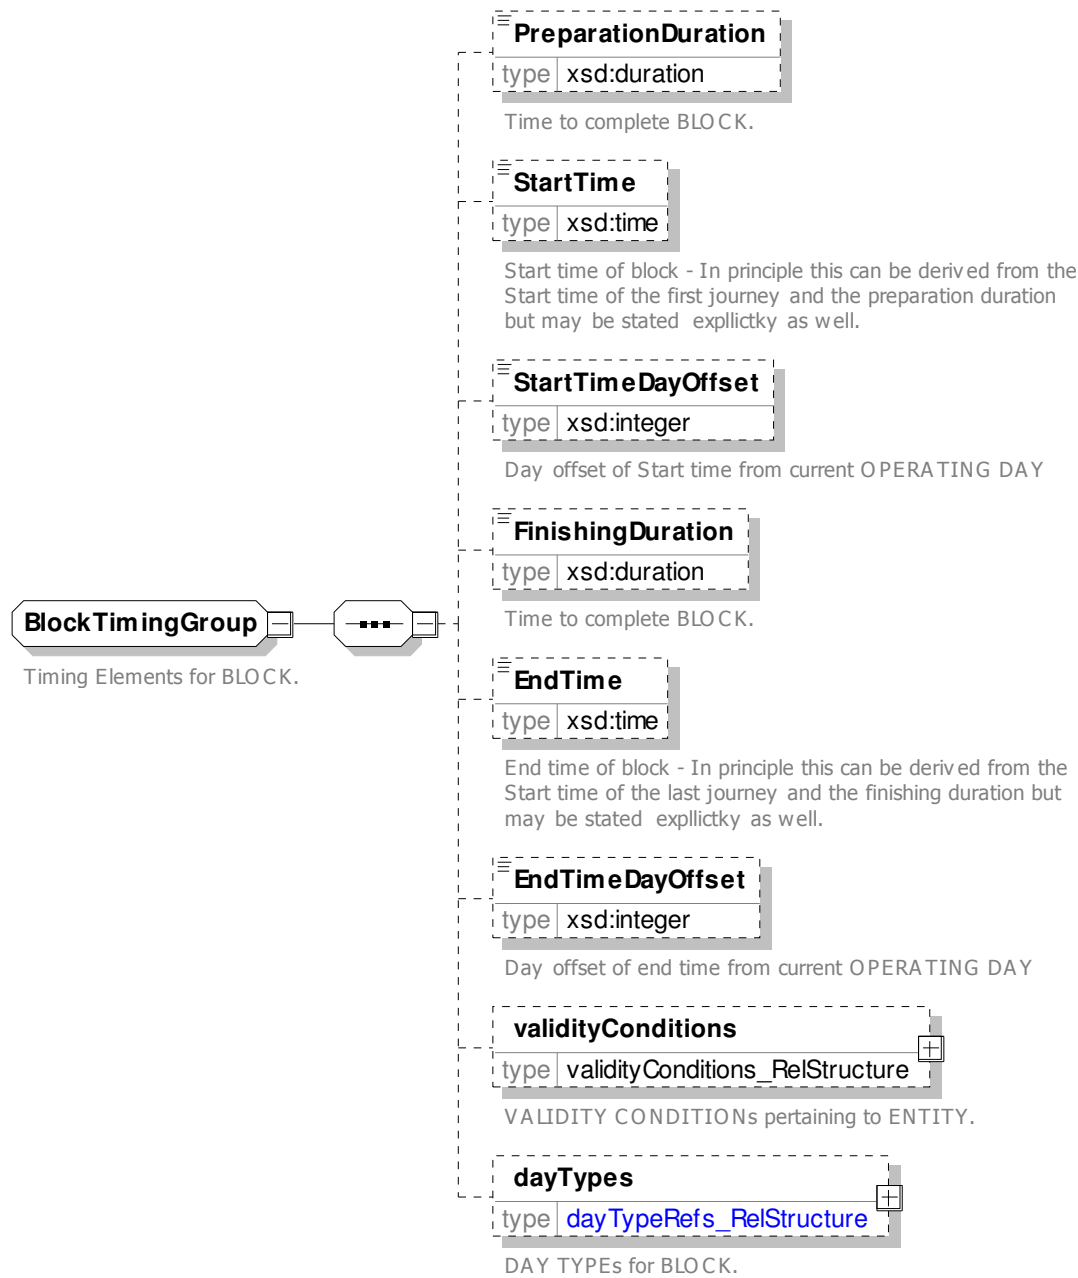 PreparationDuration
type xsd:duration
Time to complete BLOCK.
StartTime
type xsd:time
Start time of block - In principle this can be derived from the
Start time of the first journey and the preparation duration
but may be stated expllictky as well.
StartTimeDayOffset
type xsd:integer
Day offset of Start time from current OPERATING DAY
FinishingDuration
type xsd:duration
Time to complete BLOCK.
BlockTimingGroup
Timing Elements for BLOCK.
EndTime
type xsd:time
End time of block - In principle this can be derived from the
Start time of the last journey and the finishing duration but
may be stated expllictky as well.
EndTimeDayOffset
type xsd:integer
Day offset of end time from current OPERATING DAY
validityConditions
type validityConditions_RelStructure
VALIDITY CONDITIONs pertaining to ENTITY.
dayTypes
type dayTypeRefs_RelStructure
DAY TYPEs for BLOCK.